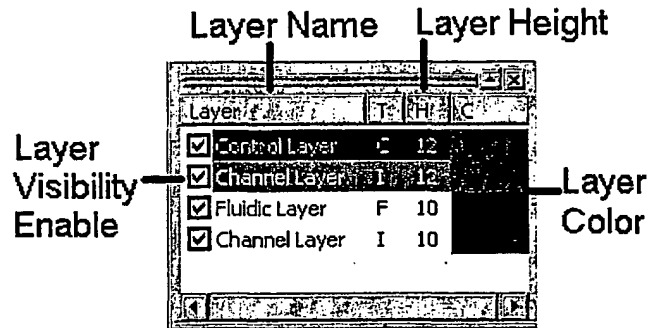 Layer Name Layer Height
Layer T H C
Control Layer C 12
Channel Layer I 12
Layer Visibility Enable
Fluidic Layer F 10
Channel Layer I 10
Layer Color